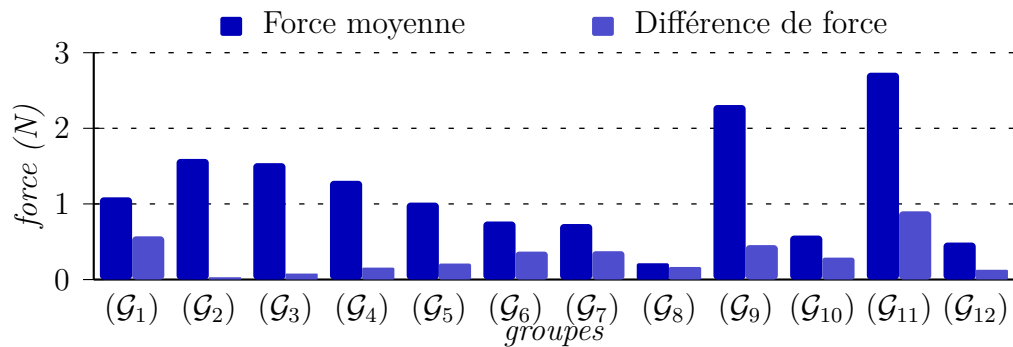 Force moyenne Différence de force
3
2
1
0
force (N)
(𝒢₁) (𝒢₂) (𝒢₃) (𝒢₄) (𝒢₅) (𝒢₆) (𝒢₇) (𝒢₈) (𝒢₉) (𝒢₁₀) (𝒢₁₁) (𝒢₁₂)
groupes